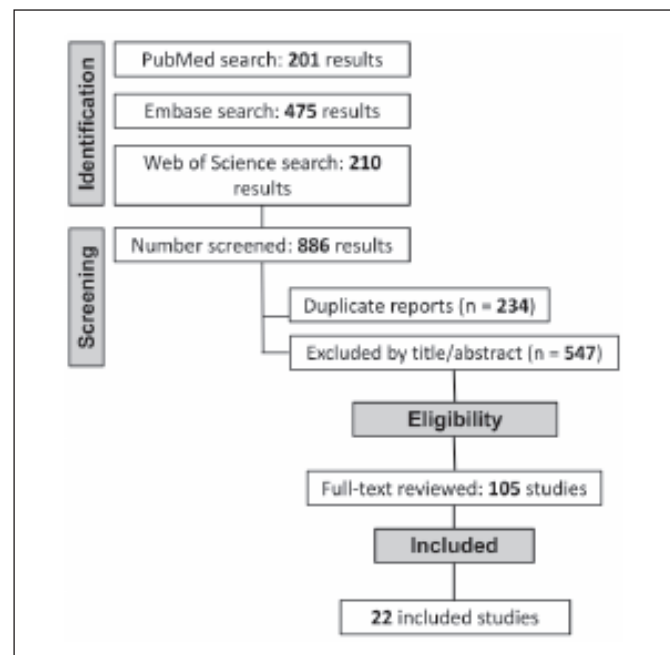 Identification
PubMed search: 201 results
Embase search: 475 results
Web of Science search: 210
results
Screening
Number screened: 886 results
Duplicate reports (n = 234)
Excluded by title/abstract (n = 547)
Eligibility
Full-text reviewed: 105 studies
Included
22 included studies